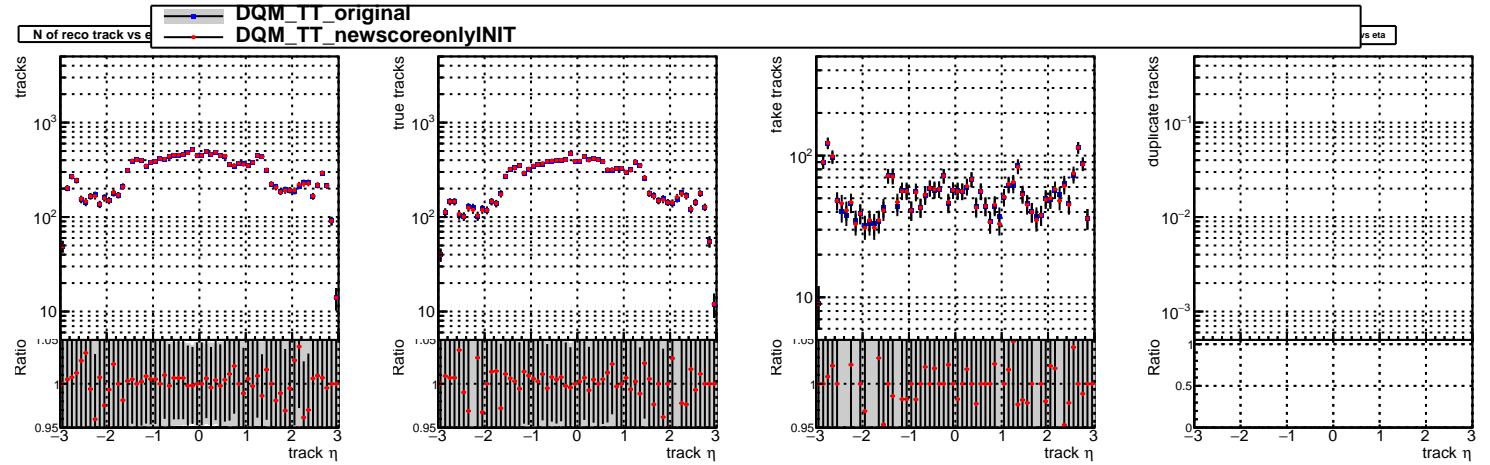 DQM_TT_original
DQM_TT_newscoreonlyINIT
N of reco track vs e
vs eta
tracks
10³
10²
10
Ratio
1.05
1
0.95
−3 −2 −1 0 1 2 3
track η
true tracks
10³
10²
10
Ratio
1.05
1
0.95
−3 −2 −1 0 1 2 3
track η
fake tracks
10²
10
Ratio
1.05
1
0.95
−3 −2 −1 0 1 2 3
track η
duplicate tracks
10⁻¹
10⁻²
10⁻³
Ratio
1
0.5
0
−3 −2 −1 0 1 2 3
track η